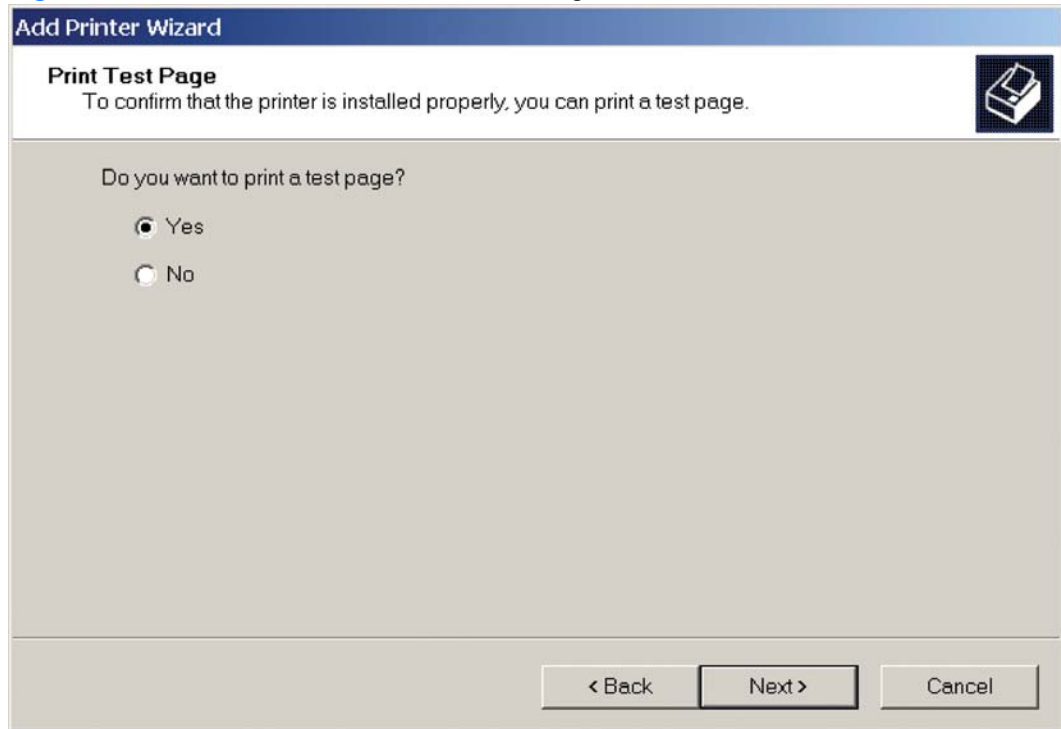 Add Printer Wizard
Print Test Page
To confirm that the printer is installed properly, you can print a test page.
Do you want to print a test page?
Yes
No
< Back
Next >
Cancel